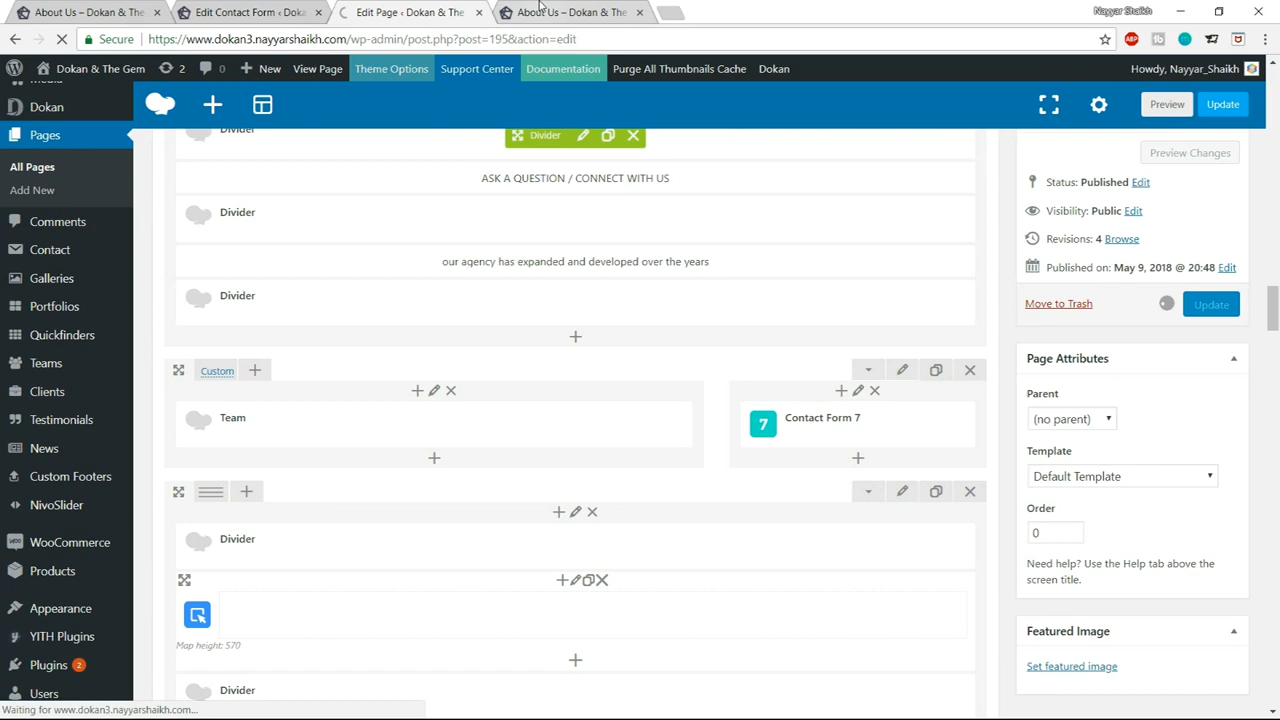 About Us – Dokan & The
Edit Contact Form ‹ Doka
Edit Page ‹ Dokan & The
About Us – Dokan & The
Nayyar Shaikh
Secure
https://www.dokan3.nayyarshaikh.com/wp-admin/post.php?post=195&action=edit
Dokan & The Gem 2 0 New View Page Theme Options Support Center Documentation Purge All Thumbnails Cache Dokan Howdy, Nayyar_Shaikh
Media
Dokan
Pages
All Pages
Add New
Comments
Contact
Galleries
Portfolios
Quickfinders
Teams
Clients
Testimonials
News
Custom Footers
NivoSlider
WooCommerce
Products
Appearance
YITH Plugins
Plugins 2
Users
Preview Update
Divider
Divider
ASK A QUESTION / CONNECT WITH US
Divider
our agency has expanded and developed over the years
Divider
Custom
Team
7 Contact Form 7
Divider
Map height: 570
Divider
Preview Changes
Status: Published Edit
Visibility: Public Edit
Revisions: 4 Browse
Published on: May 9, 2018 @ 20:48 Edit
Move to Trash
Update
Page Attributes
Parent
(no parent)
Template
Default Template
Order
0
Need help? Use the Help tab above the
screen title.
Featured Image
Set featured image
Waiting for www.dokan3.nayyarshaikh.com...